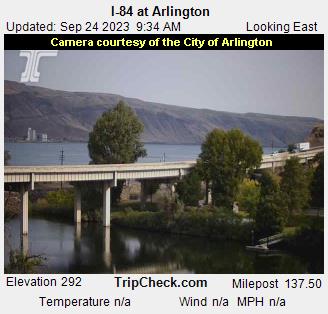 I-84 at Arlington
Updated: Sep 24 2023 9:34 AM Looking East
Camera courtesy of the City of Arlington
Elevation 292 TripCheck.com Milepost 137.50
Temperature n/a Wind n/a MPH n/a